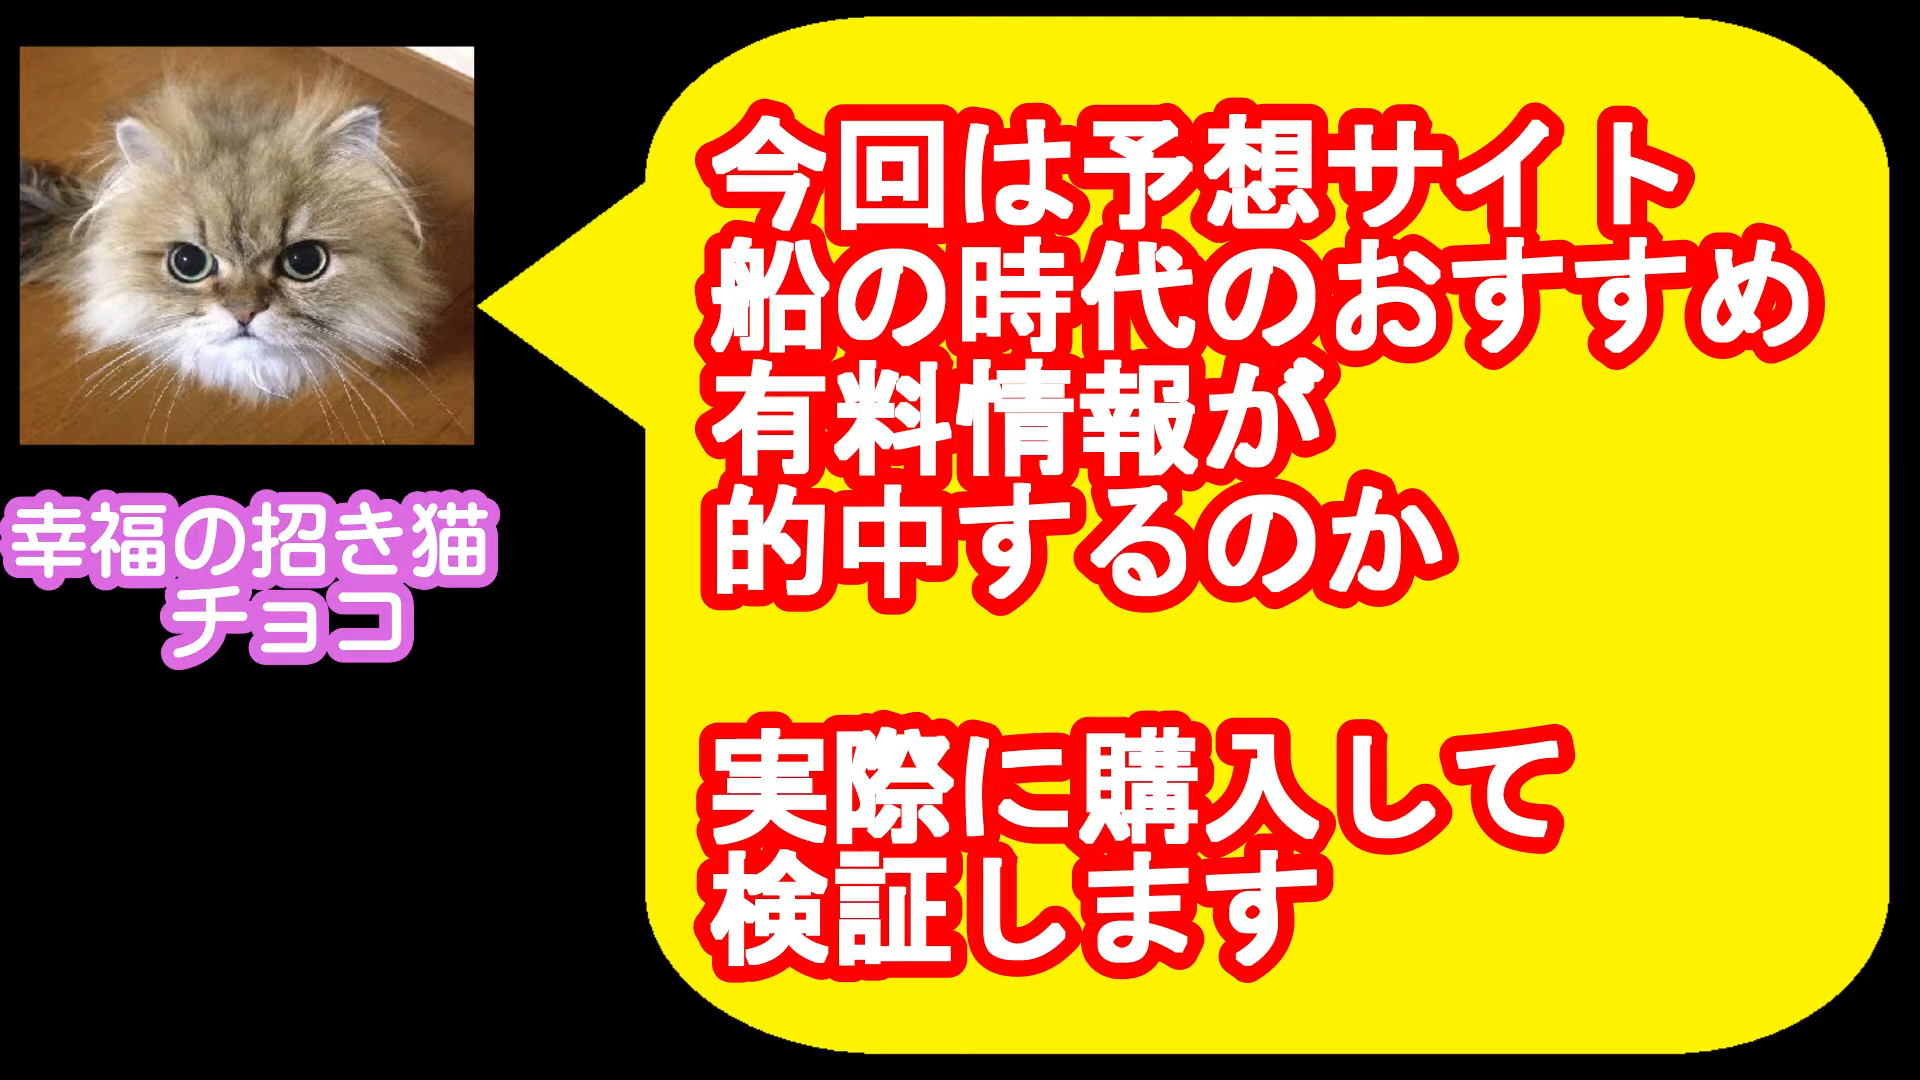 今回は予想サイト
船の時代のおすすめ
有料情報が
的中するのか
実際に購入して
検証します
幸福の招き猫
チョコ